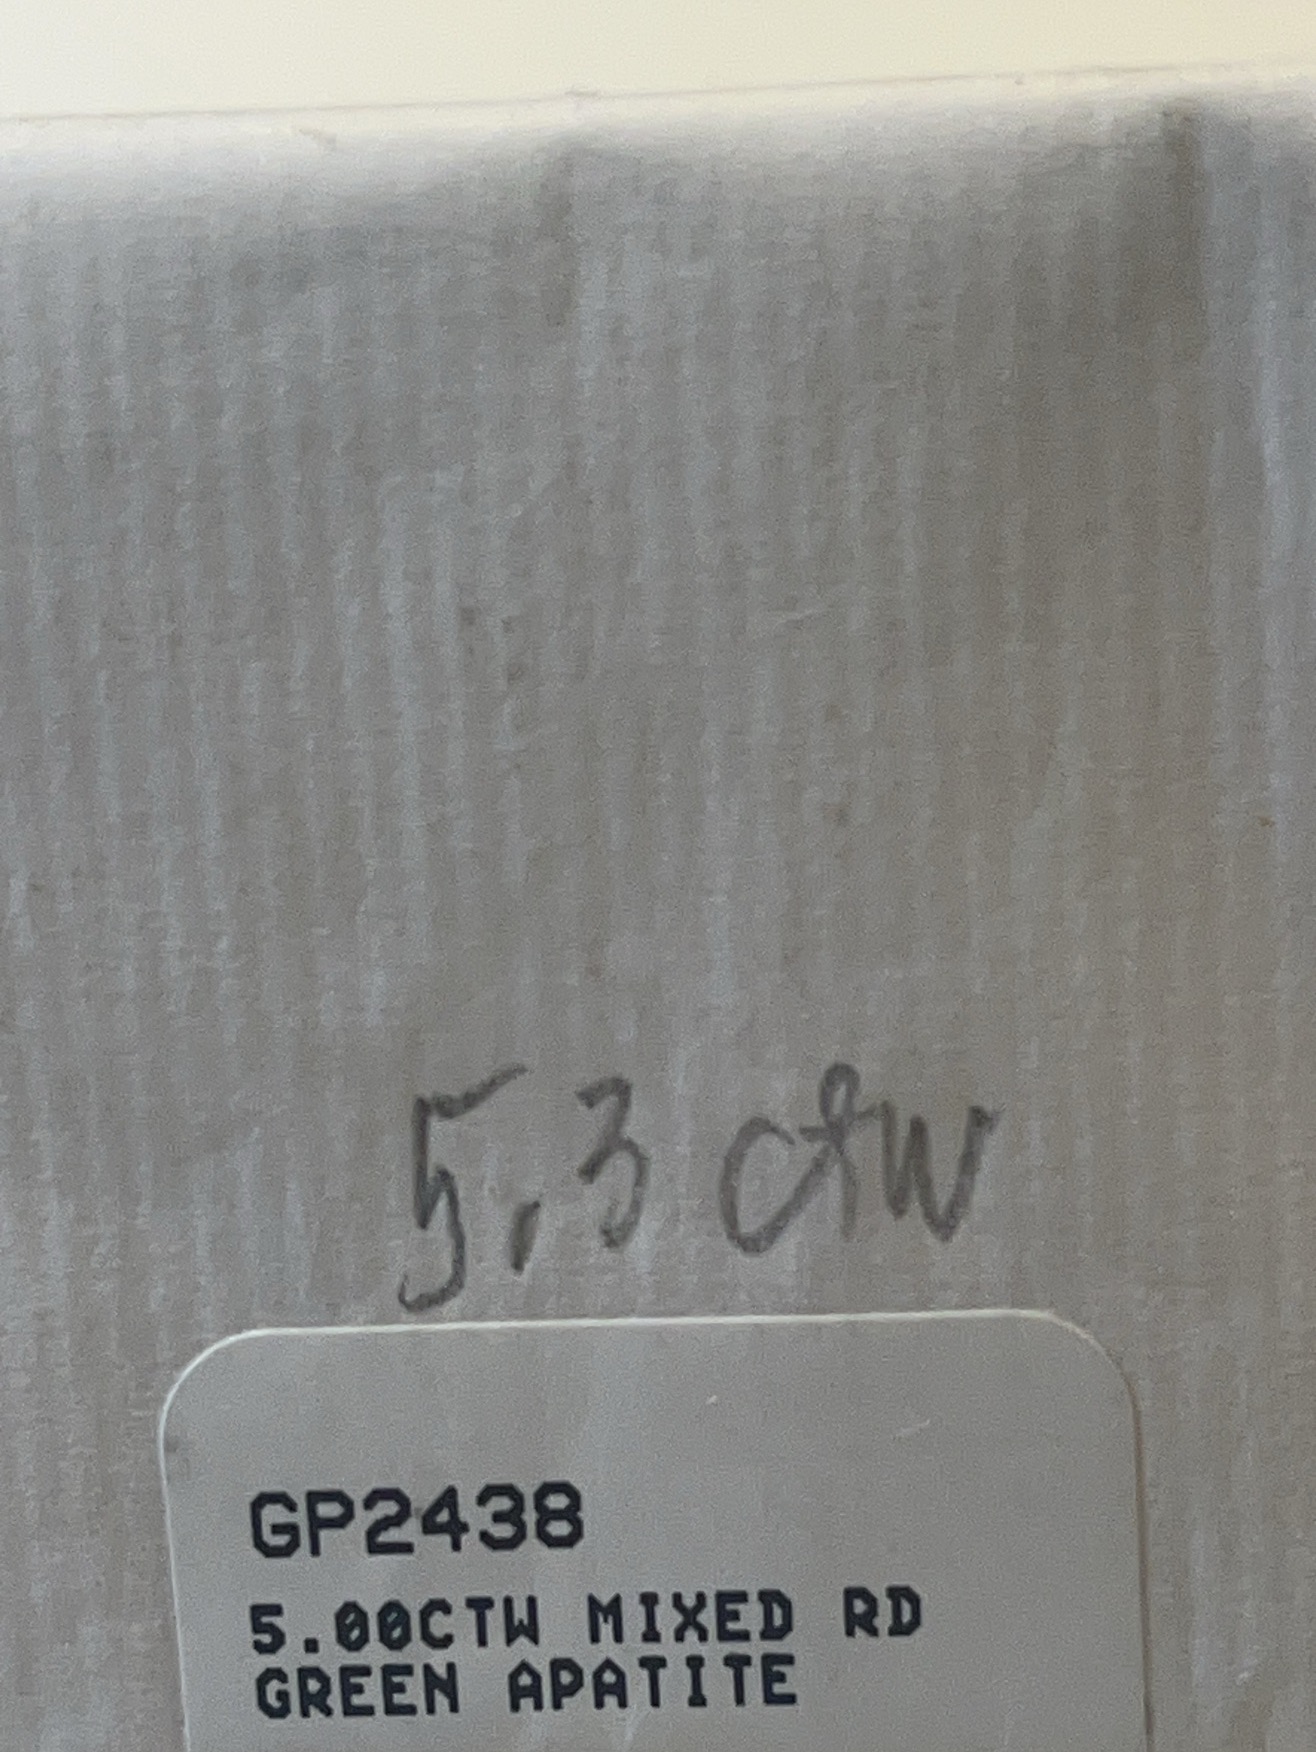 5.3 ctw
GP2438
5.00CTW MIXED RD
GREEN APATITE